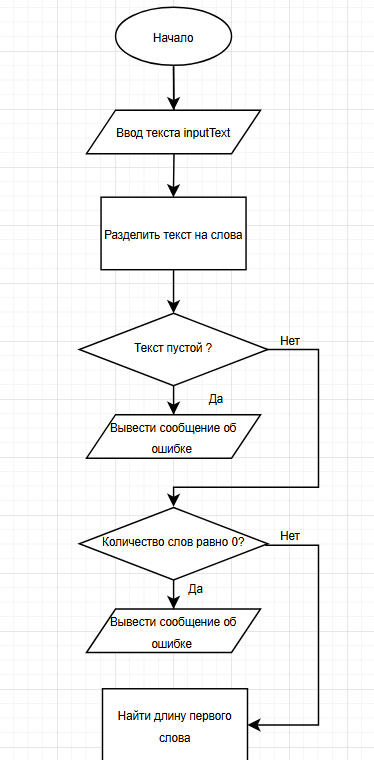 Начало
Ввод текста inputText
Разделить текст на слова
Текст пустой ?
Нет
Да
Вывести сообщение об
ошибке
Количество слов равно 0?
Нет
Да
Вывести сообщение об
ошибке
Найти длину первого
слова